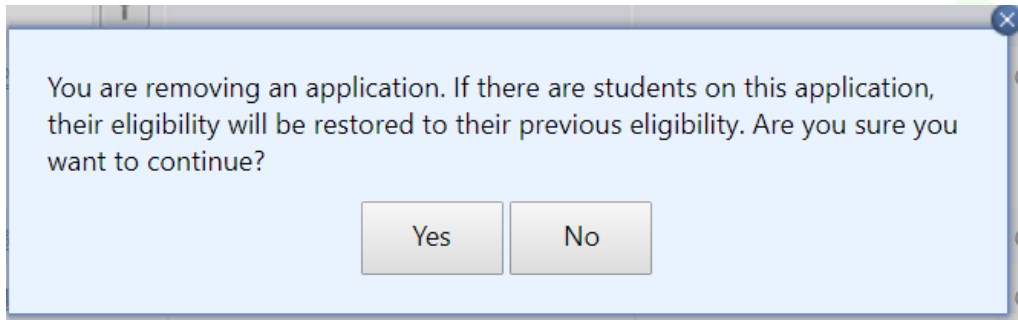 You are removing an application. If there are students on this application,
their eligibility will be restored to their previous eligibility. Are you sure you
want to continue?
Yes No